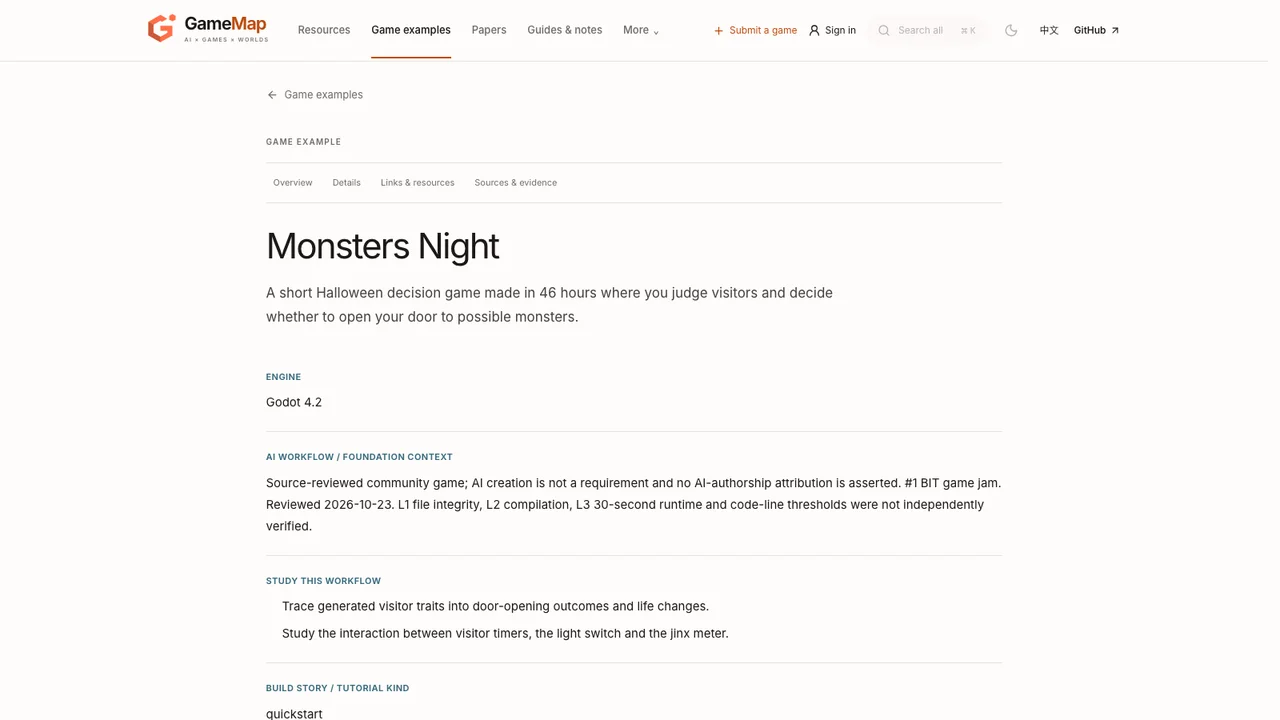 GameMap
AI × GAMES × WORLDS
Resources
Game examples
Papers
Guides & notes
More
Submit a game
Sign in
Search all
⌘ K
中文
GitHub
Game examples
GAME EXAMPLE
Overview
Details
Links & resources
Sources & evidence
Monsters Night
A short Halloween decision game made in 46 hours where you judge visitors and decide
whether to open your door to possible monsters.
ENGINE
Godot 4.2
AI WORKFLOW / FOUNDATION CONTEXT
Source-reviewed community game; AI creation is not a requirement and no AI-authorship attribution is asserted. #1 BIT game jam.
Reviewed 2026-10-23. L1 file integrity, L2 compilation, L3 30-second runtime and code-line thresholds were not independently
verified.
STUDY THIS WORKFLOW
Trace generated visitor traits into door-opening outcomes and life changes.
Study the interaction between visitor timers, the light switch and the jinx meter.
BUILD STORY / TUTORIAL KIND
quickstart